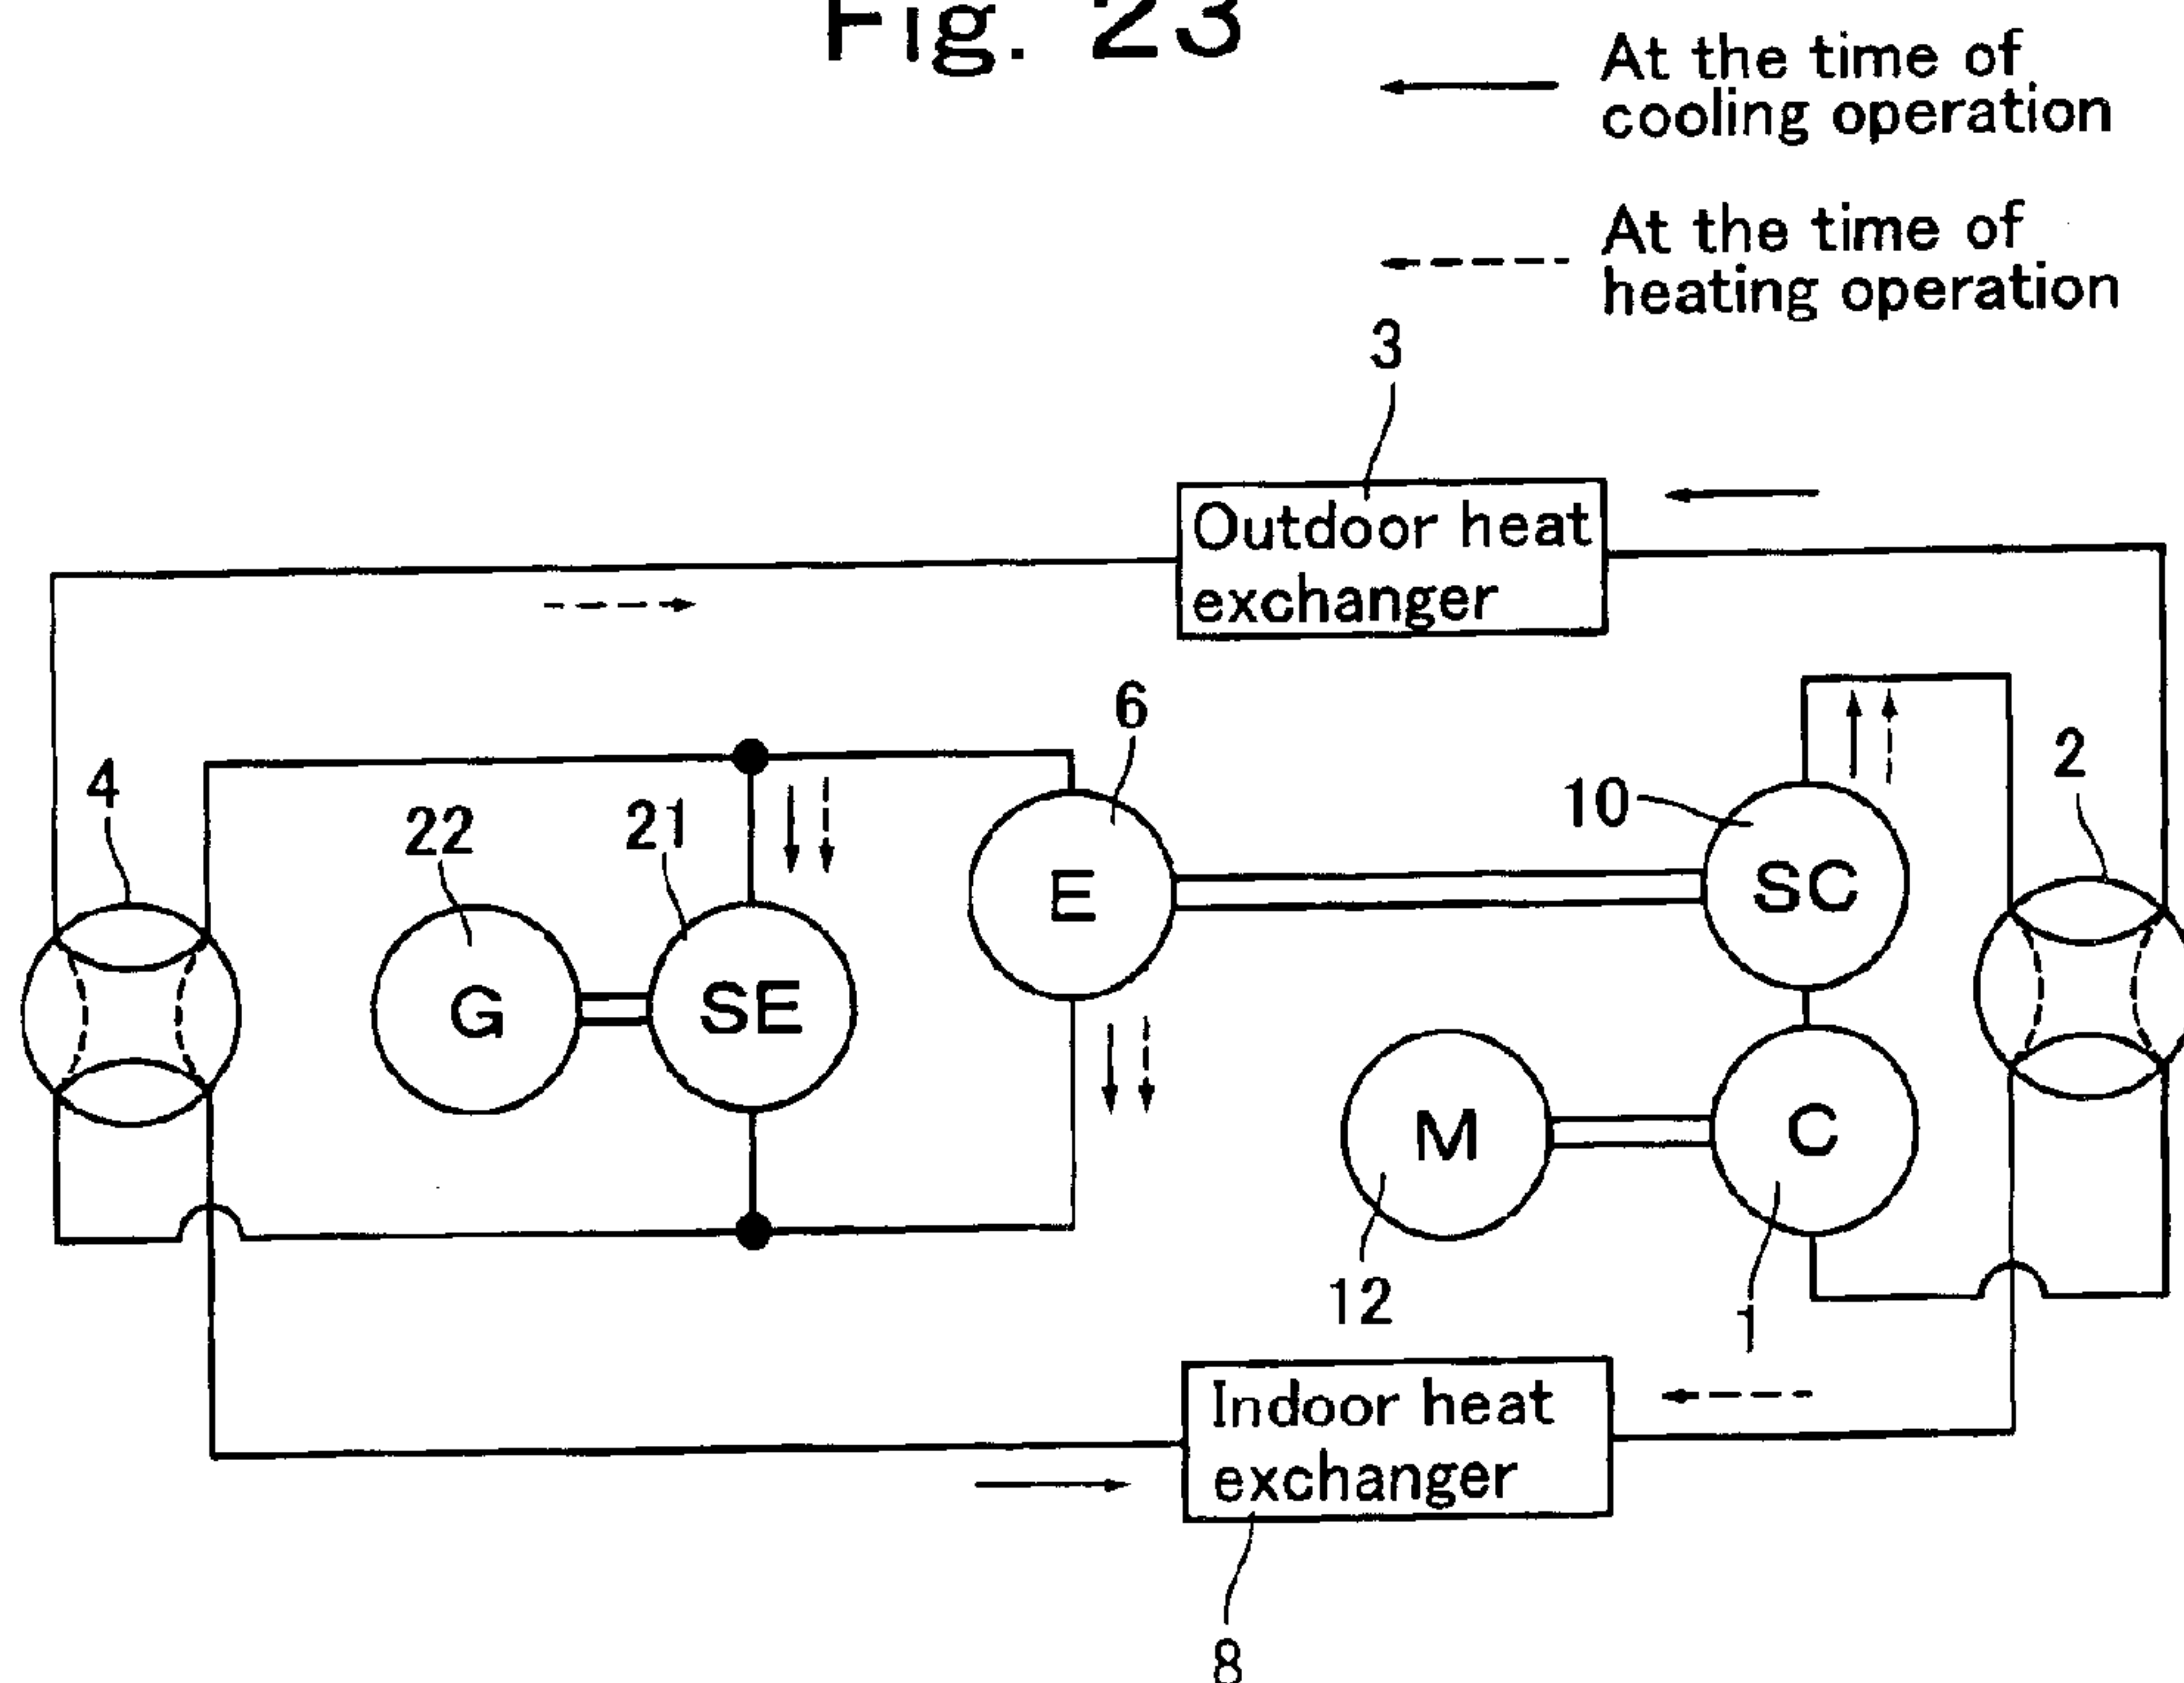 Fig. 23
At the time of
cooling operation
At the time of
heating operation
3
Outdoor heat
exchanger
6
4
22
21
10
2
E
SC
G
SE
M
C
12
1
Indoor heat
exchanger
8